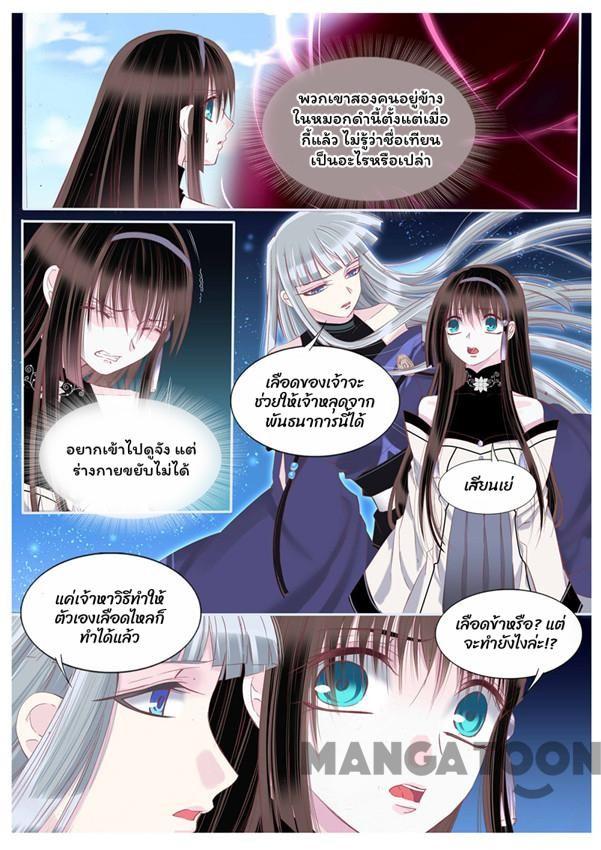 พวกเขาสองคนอยู่ข้าง
ในหมอกดำนี้ตั้งแต่เมื่อ
กี้แล้ว ไม่รู้ว่าชื่อเทียน
เป็นอะไรหรือเปล่า
อยากเข้าไปดูจัง แต่
ร่างกายขยับไม่ได้
เลือดของเจ้าจะ
ช่วยให้เจ้าหลุดจาก
พันธนาการนี้ได้
เสียนเย่
แค่เจ้าหาวิธีทำให้
ตัวเองเลือดไหลก็
ทำได้แล้ว
เลือดข้าหรือ? แต่
จะทำยังไงล่ะ!?
MANGATOON